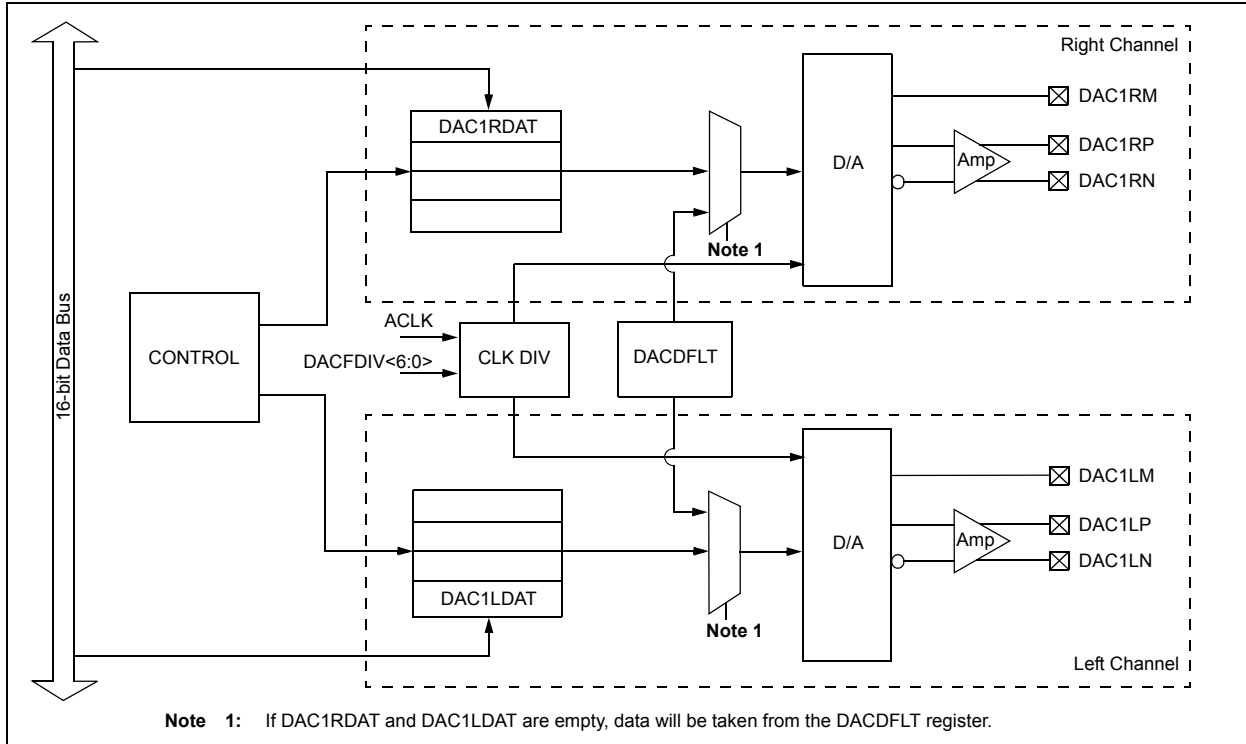 Right Channel
DAC1RM
DAC1RDAT
DAC1RP
D/A
Amp
DAC1RN
Note 1
16-bit Data Bus
ACLK
CONTROL
CLK DIV
DACDFLT
DACFDIV<6:0>
DAC1LM
DAC1LP
D/A
Amp
DAC1LN
DAC1LDAT
Note 1
Left Channel
Note 1: If DAC1RDAT and DAC1LDAT are empty, data will be taken from the DACDFLT register.